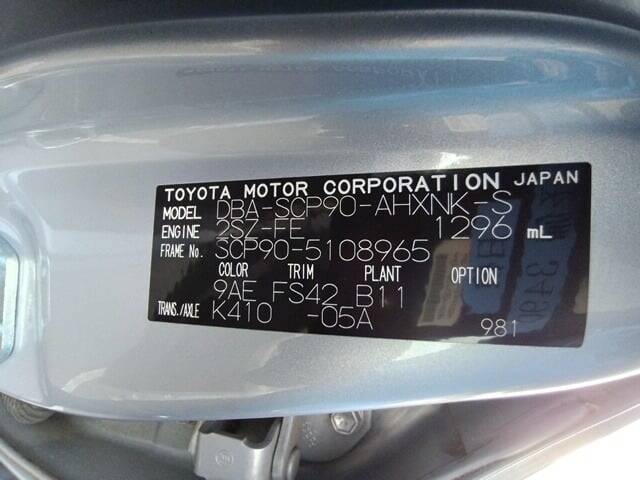 TOYOTA MOTOR CORPORATION JAPAN
MODEL DBA-SCP90-AHXNK-S
ENGINE 2SZ-FE 1296 mL
FRAME No. SCP90-5108965
COLOR TRIM PLANT OPTION
9AE FS42 B11
TRANS./AXLE K410 -05A 981